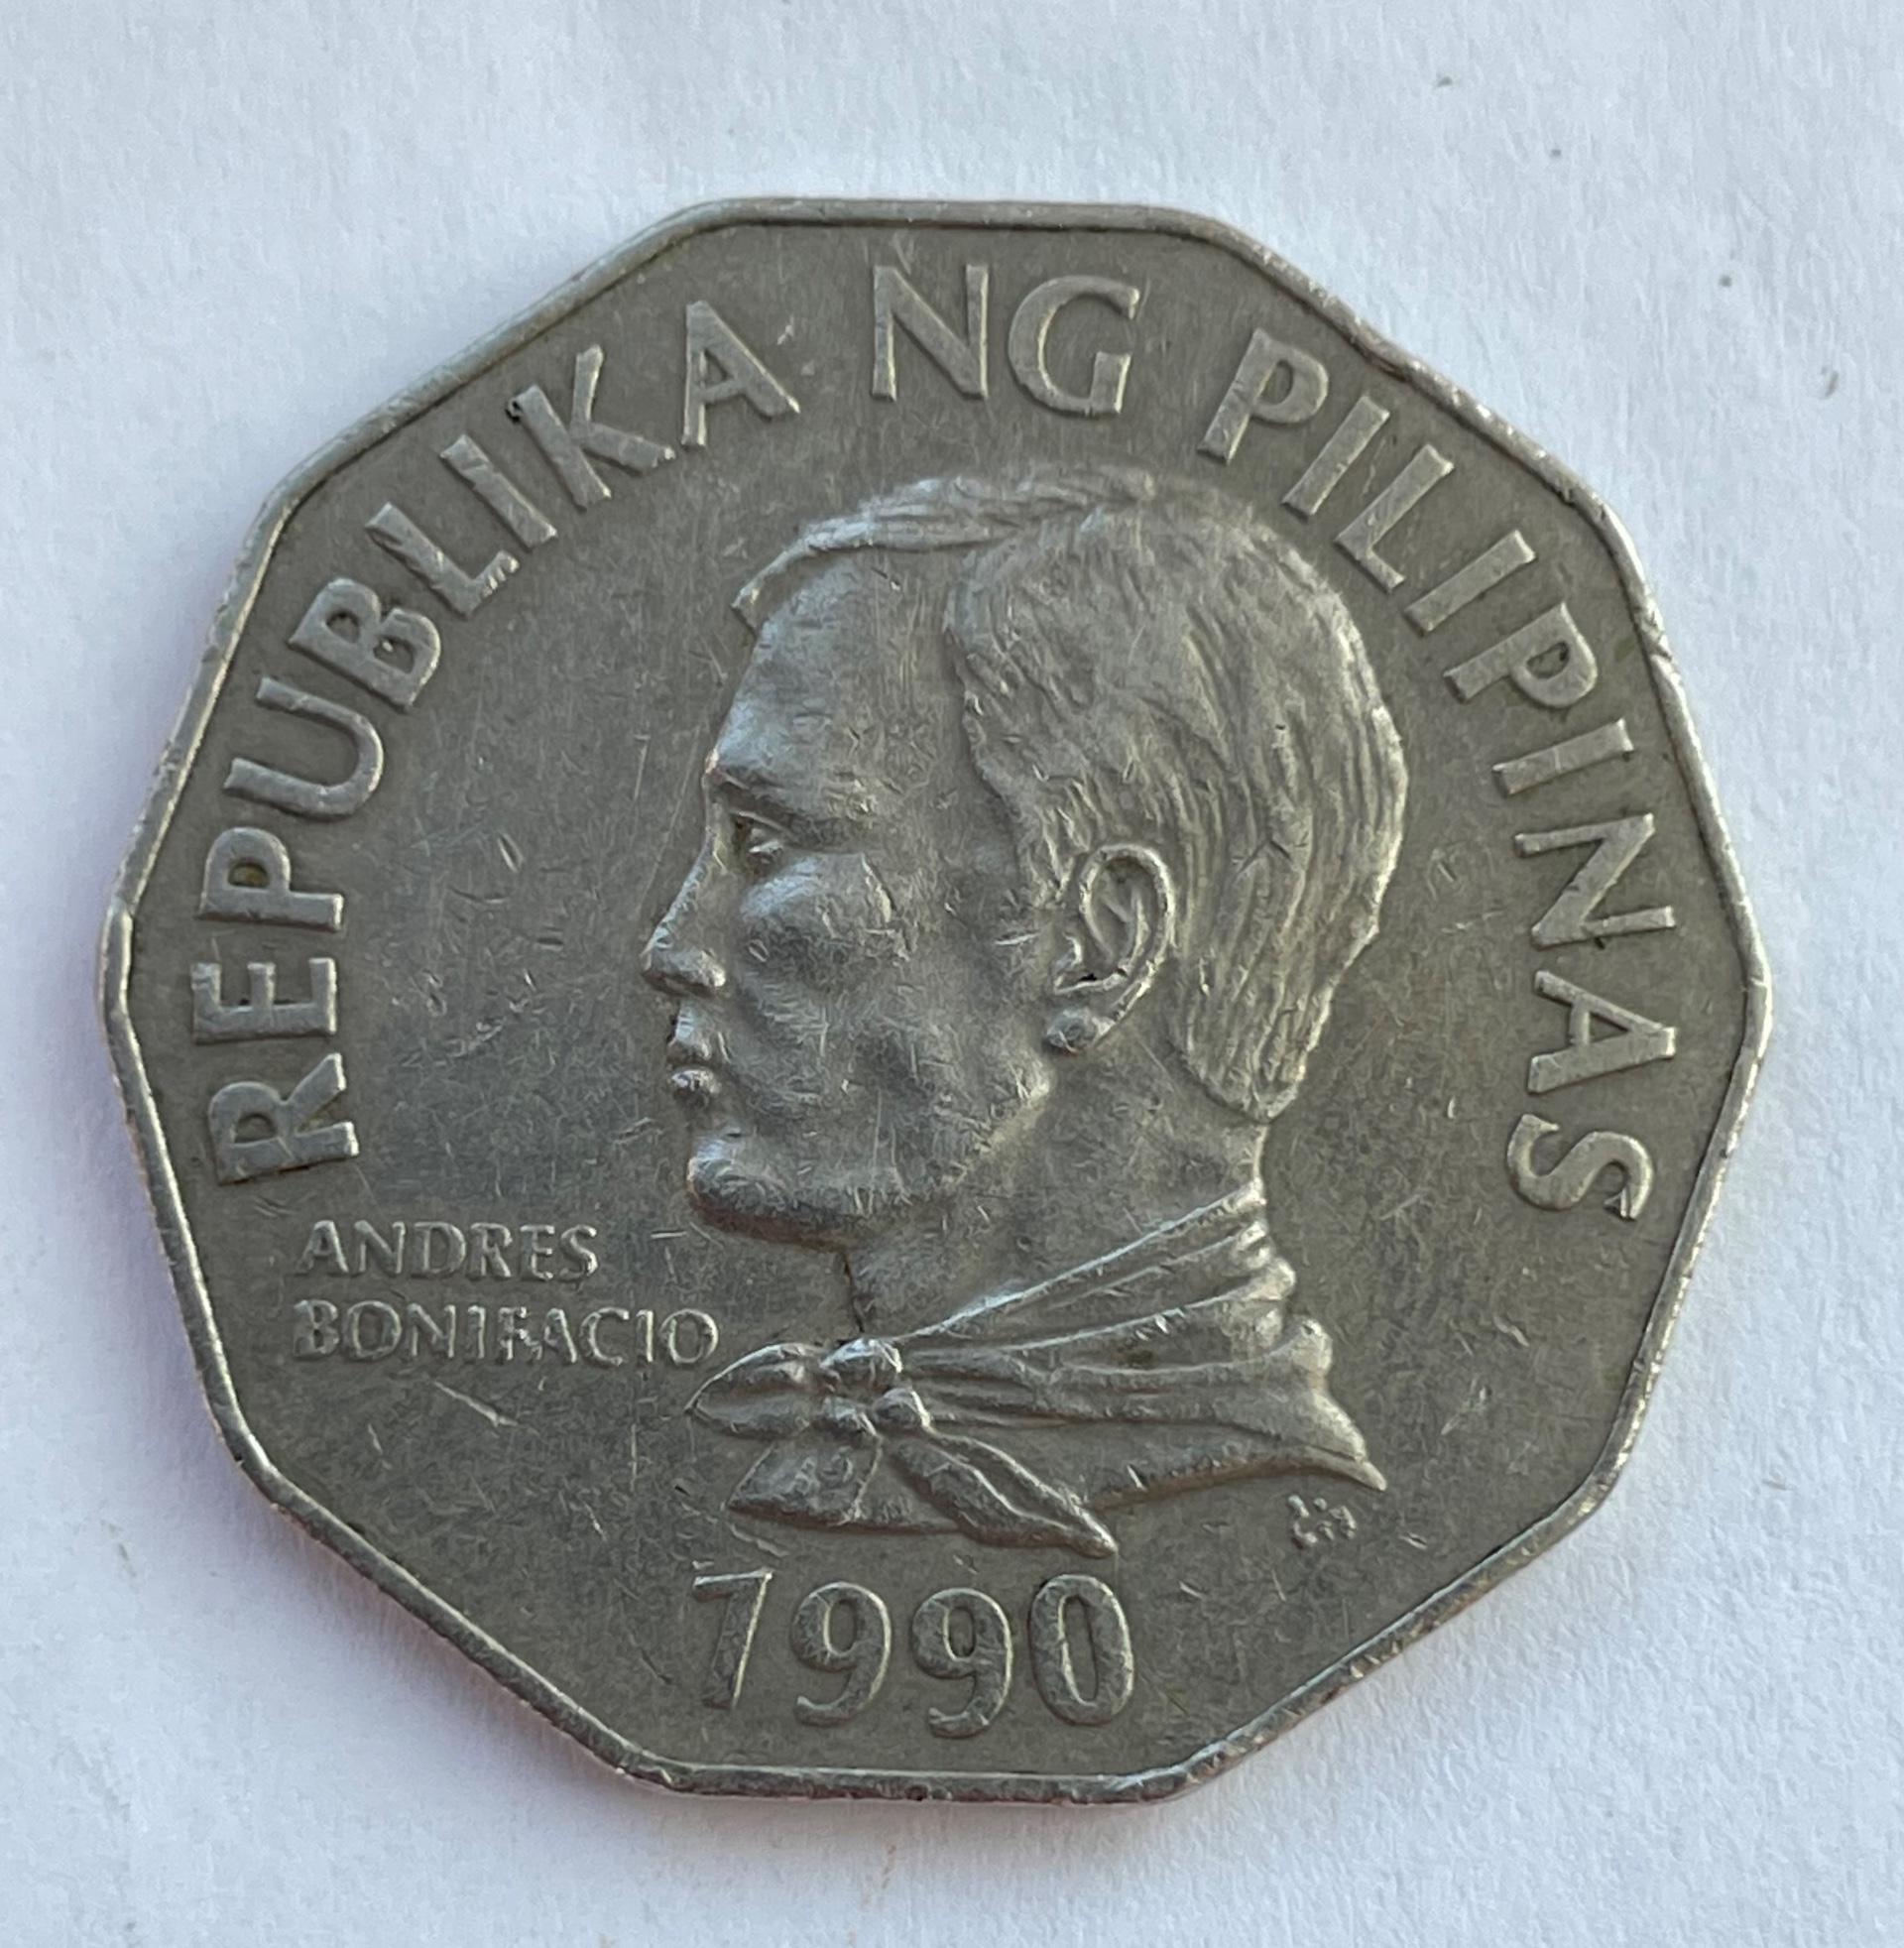 REPUBLIKA NG PILIPINAS
ANDRES
BONIFACIO
1990